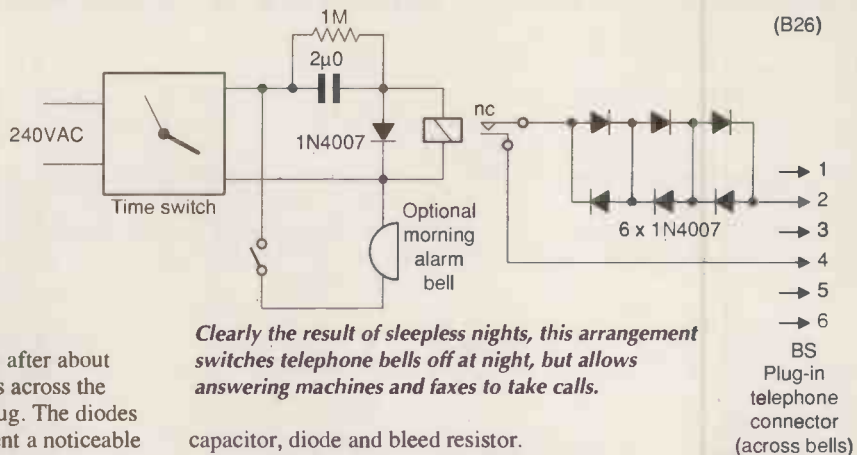 1M
(B26)
2µ0
nc
240VAC
1N4007
1
Time switch
Optional
morning
alarm
bell
6 x 1N4007
2
3
4
5
6
BS
Plug-in
telephone
connector
(across bells)
Clearly the result of sleepless nights, this arrangement
switches telephone bells off at night, but allows
answering machines and faxes to take calls.
after about
across the
ug. The diodes
a noticeable
capacitor, diode and bleed resistor.